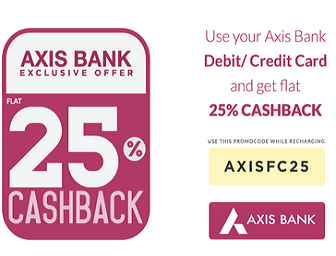 AXIS BANK
EXCLUSIVE OFFER
FLAT
25%
CASHBACK
Use your Axis Bank
Debit/ Credit Card
and get flat
25% CASHBACK
USE THIS PROMOCODE WHILE RECHARGING
AXISFC25
AXIS BANK